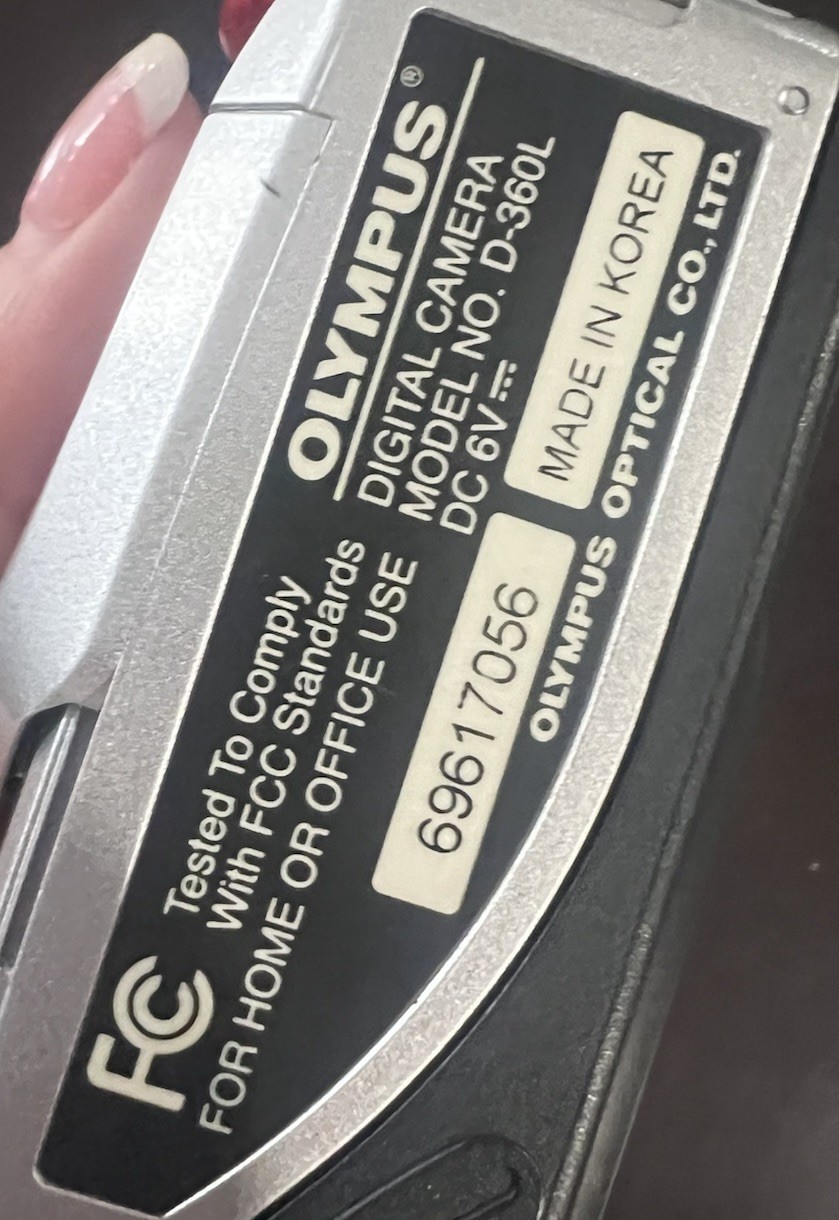 OLYMPUS®
DIGITAL CAMERA
MODEL NO. D-360L
DC 6V
MADE IN KOREA
FC Tested To Comply
With FCC Standards
FOR HOME OR OFFICE USE
69617056
OLYMPUS OPTICAL CO., LTD.